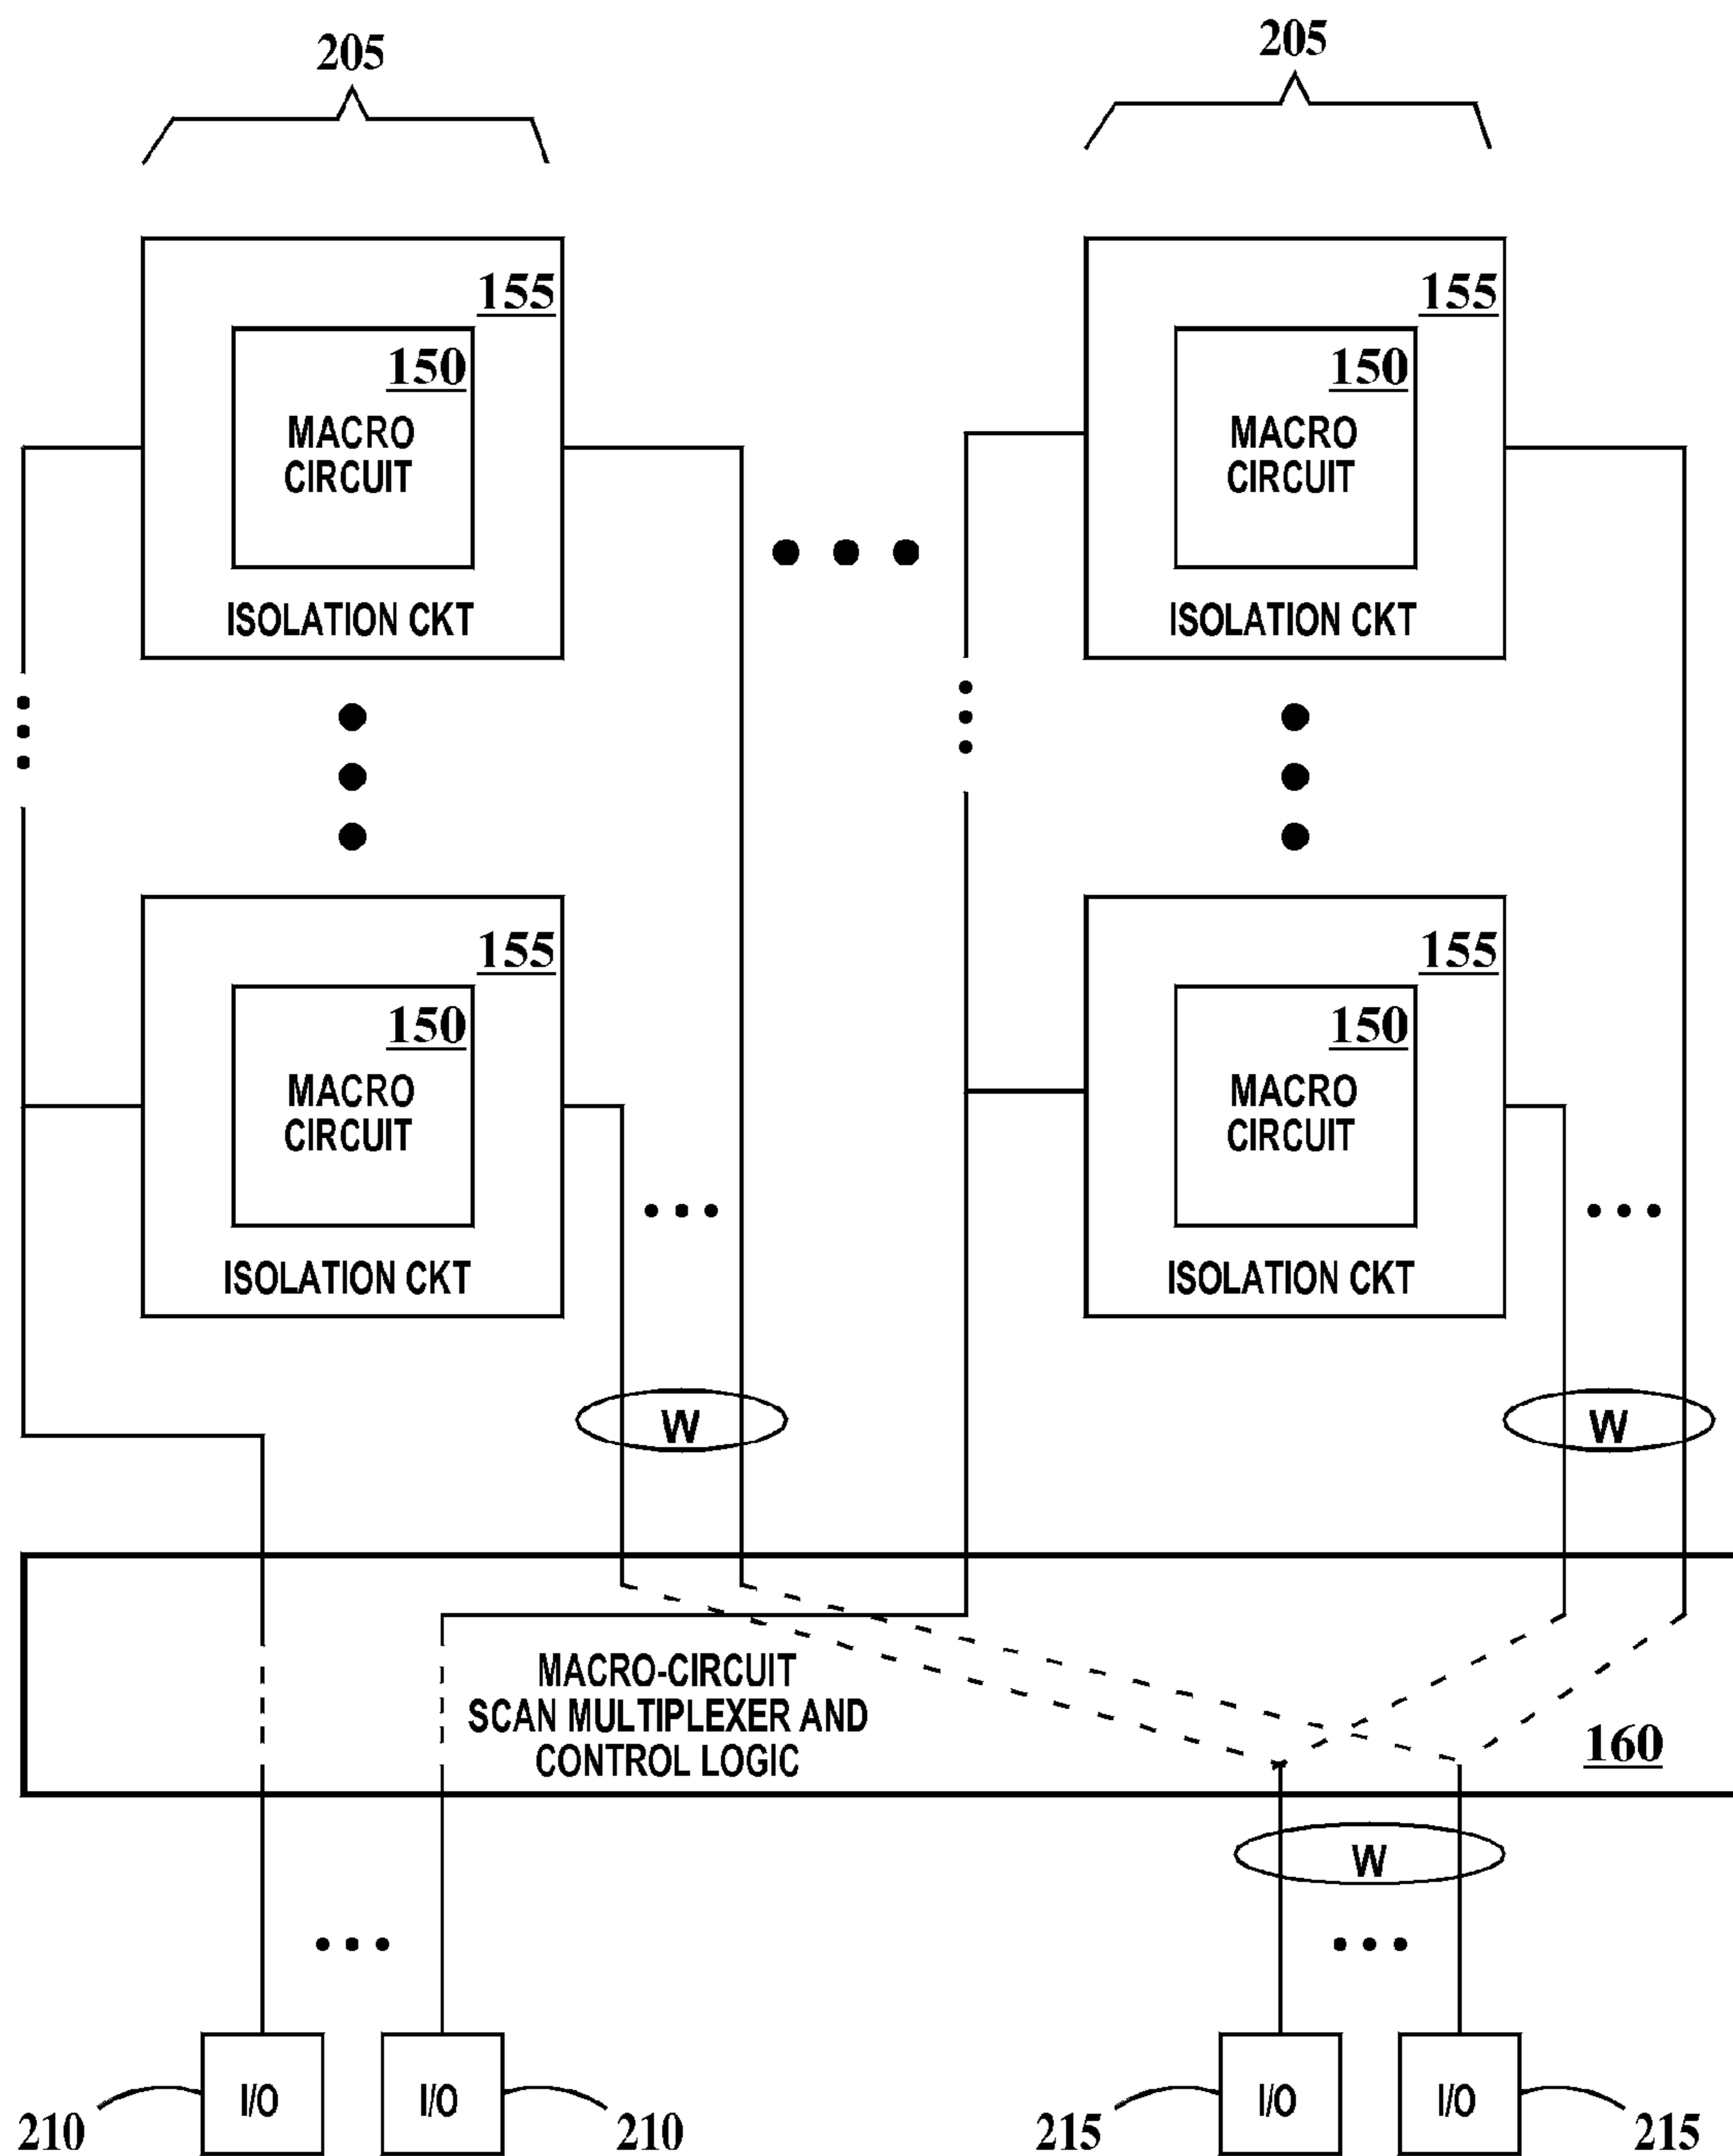 205
205
155
150
MACRO
CIRCUIT
ISOLATION CKT
155
150
MACRO
CIRCUIT
ISOLATION CKT
155
150
MACRO
CIRCUIT
ISOLATION CKT
155
150
MACRO
CIRCUIT
ISOLATION CKT
W
W
MACRO-CIRCUIT
SCAN MULTIPLEXER AND
CONTROL LOGIC
160
W
I/O
I/O
I/O
I/O
210
210
215
215